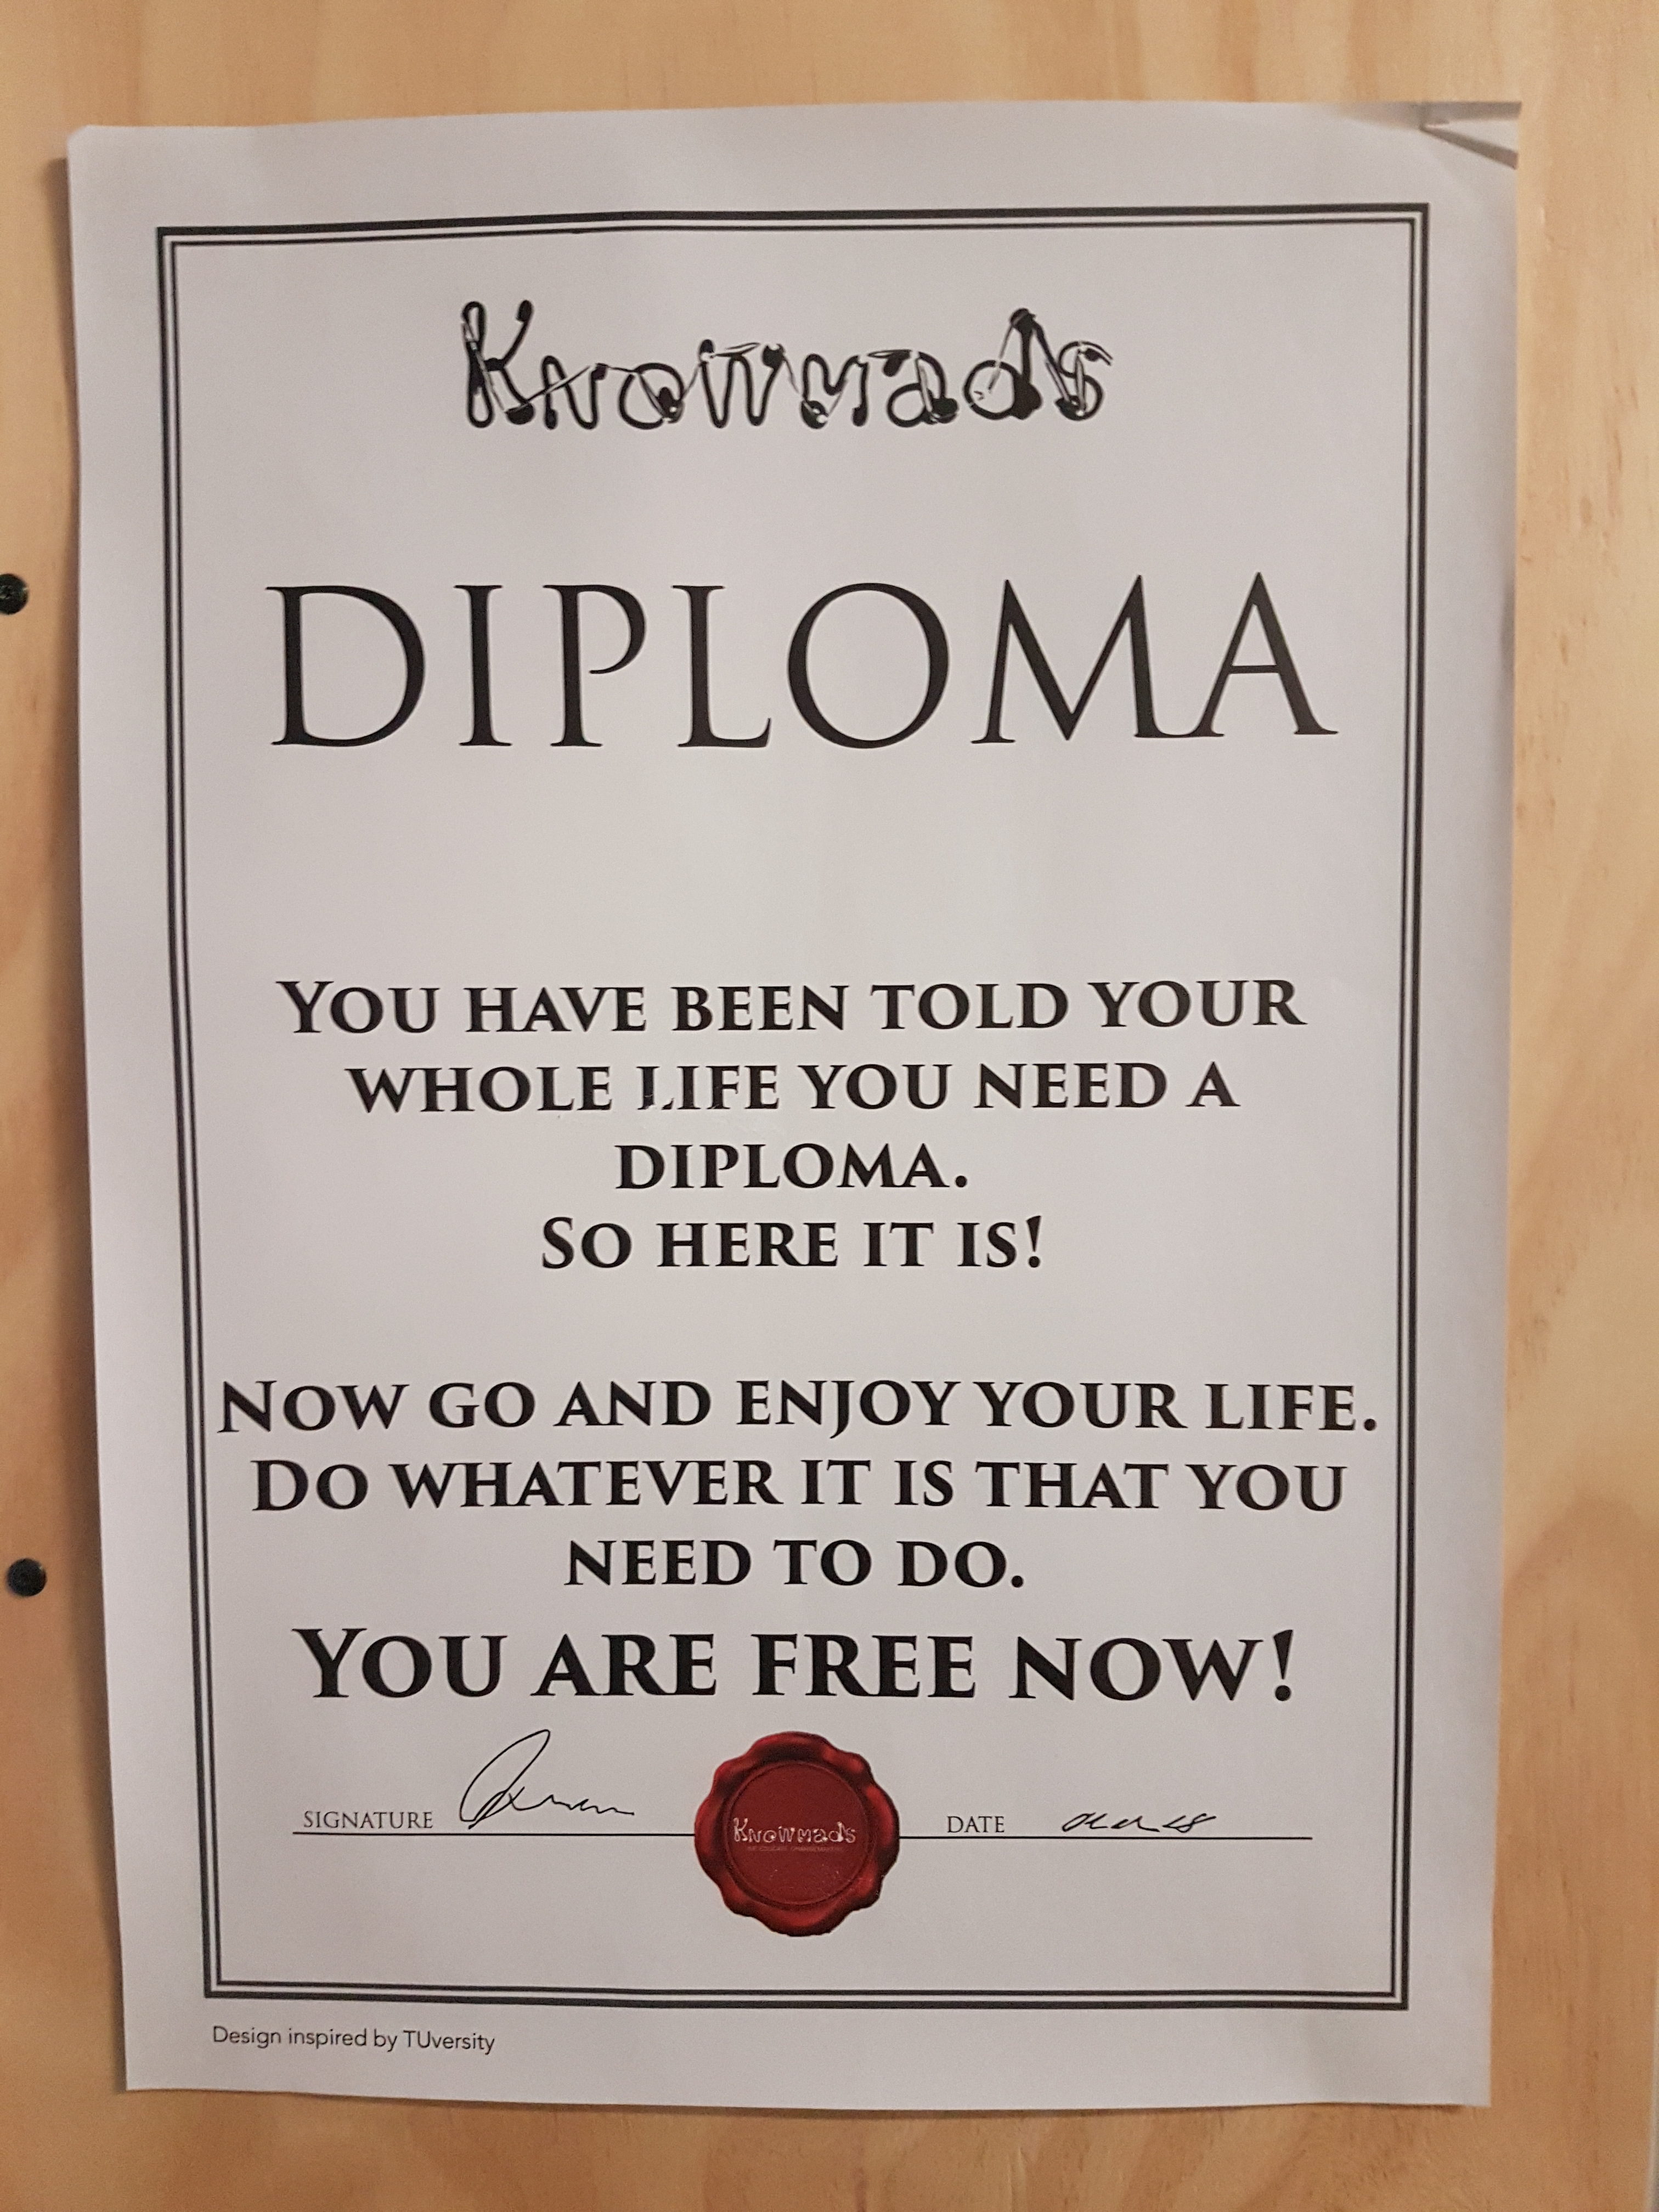 Knowmads
DIPLOMA
YOU HAVE BEEN TOLD YOUR
WHOLE LIFE YOU NEED A
DIPLOMA.
SO HERE IT IS!
NOW GO AND ENJOY YOUR LIFE.
DO WHATEVER IT IS THAT YOU
NEED TO DO.
YOU ARE FREE NOW!
SIGNATURE
Knowmads
DATE
Design inspired by TUversity